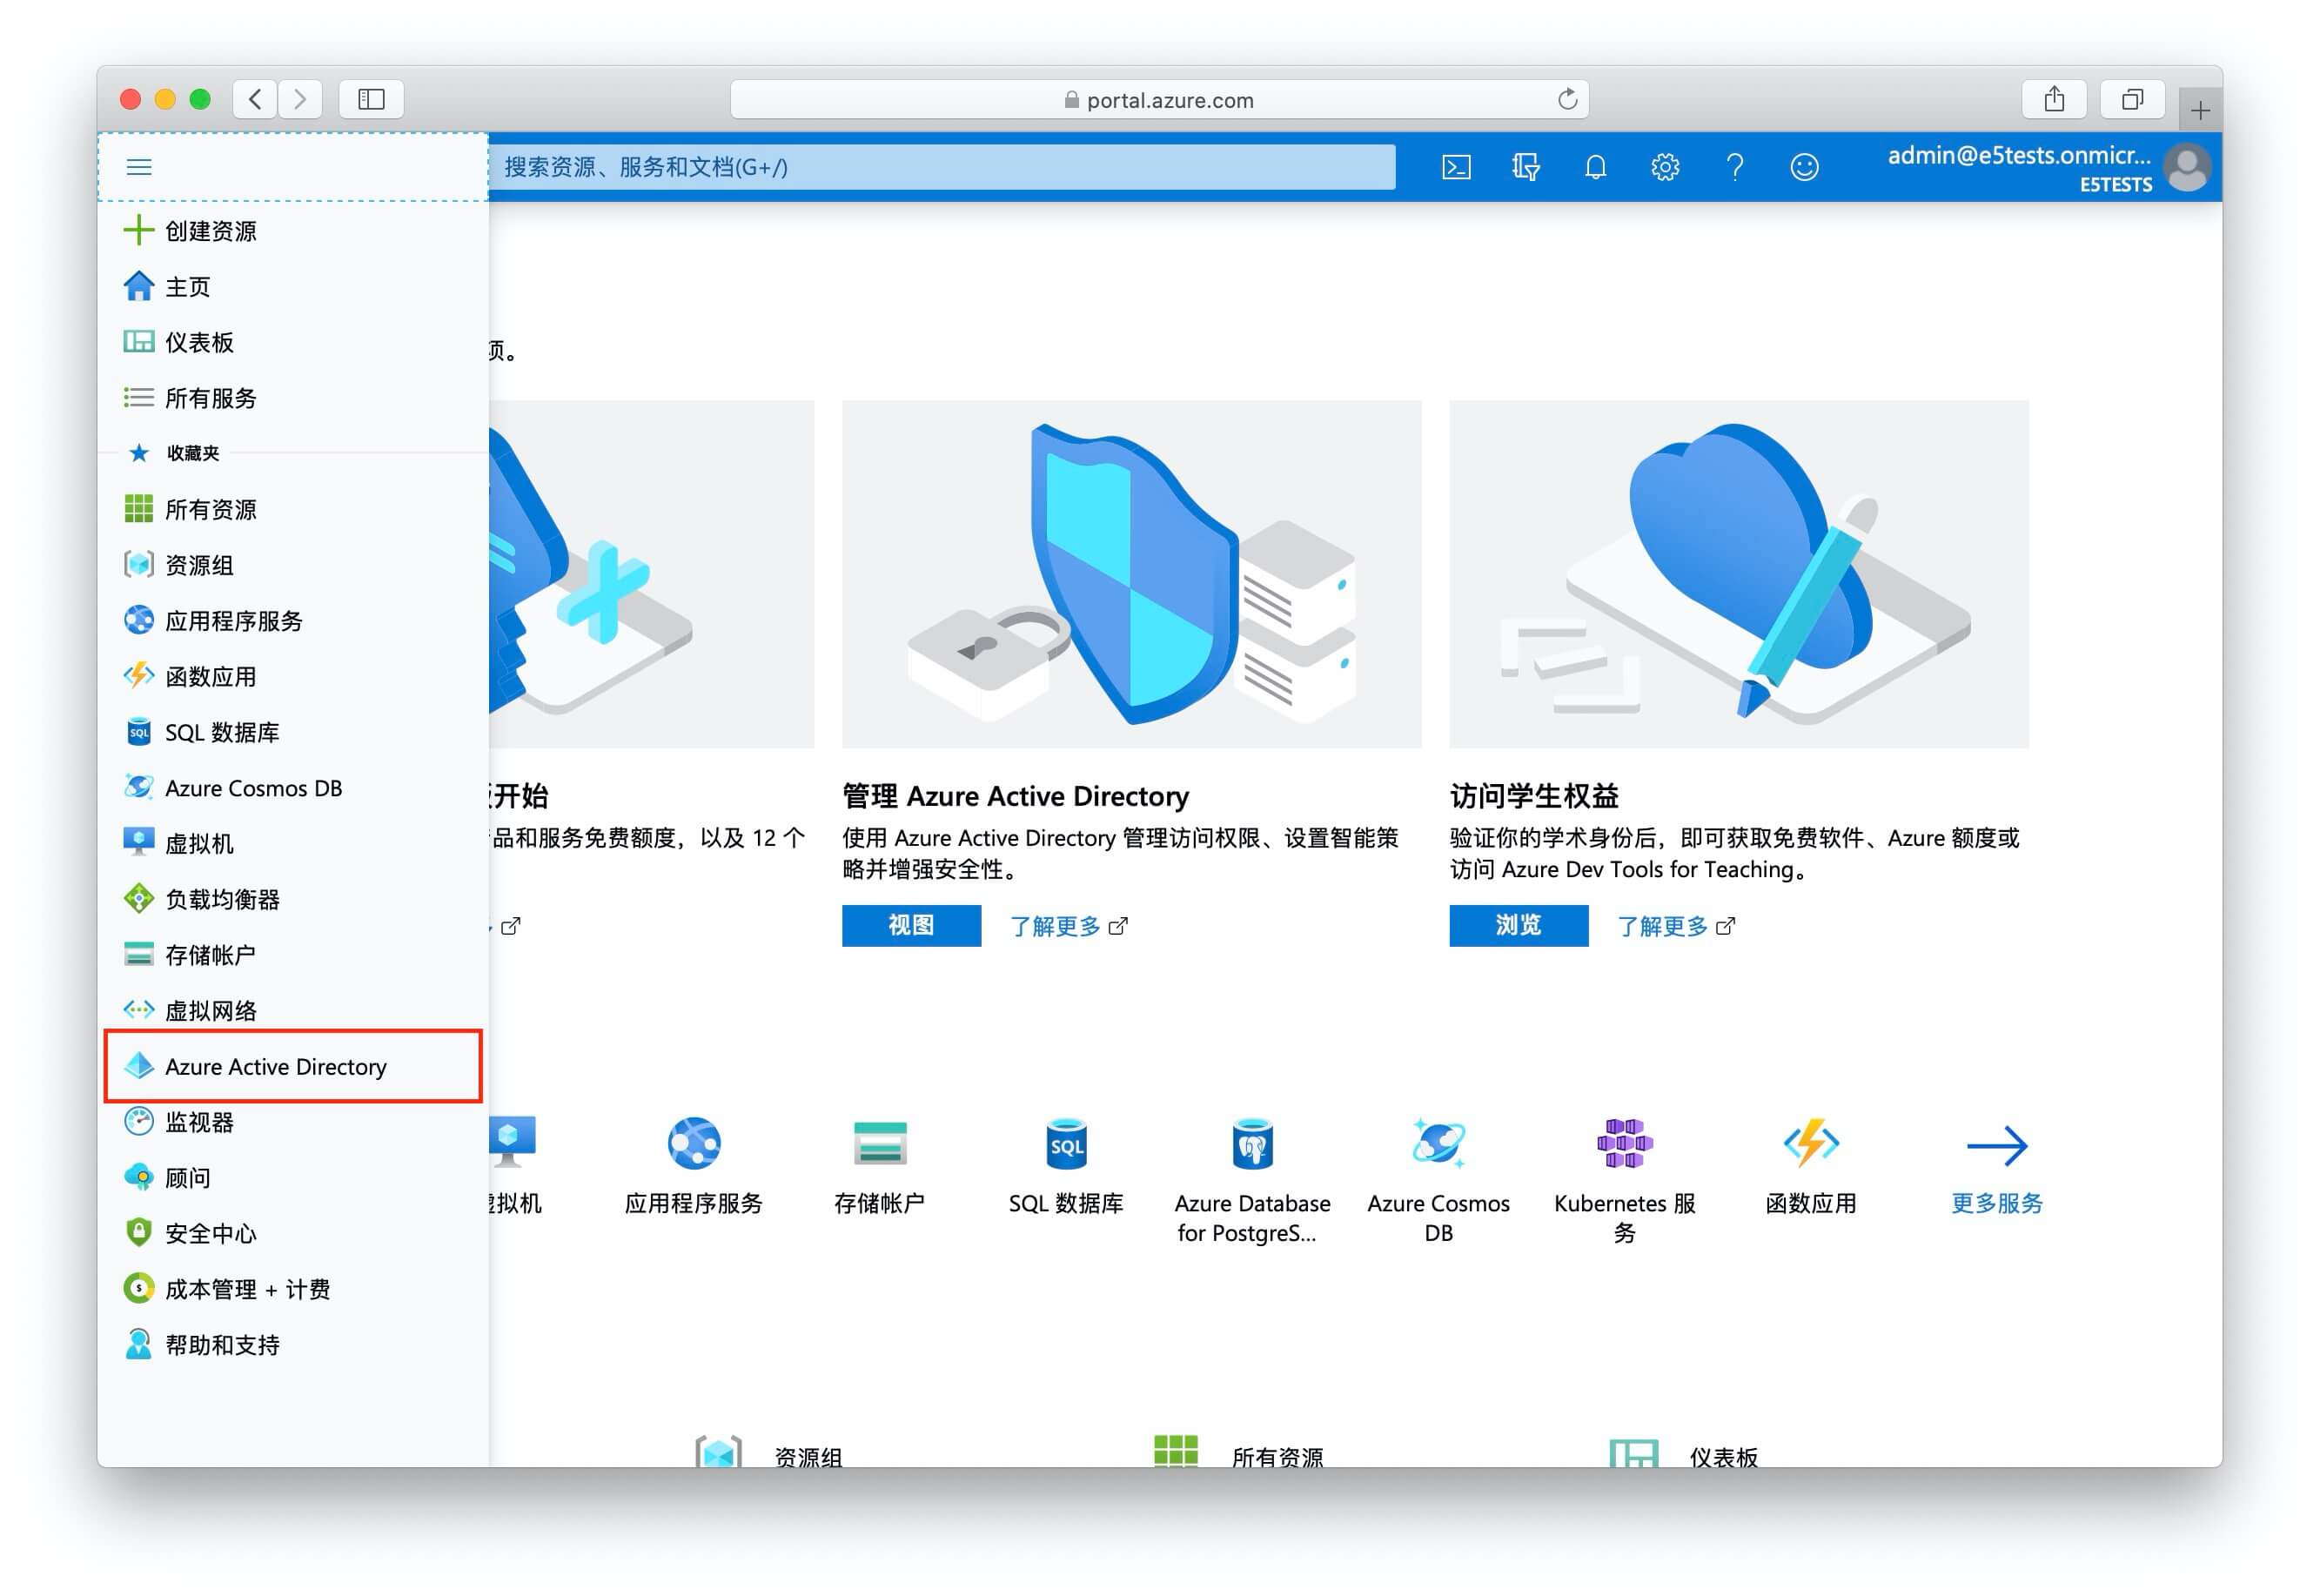 portal.azure.com
搜索资源、服务和文档(G+/)
admin@e5tests.onmicr...
E5TESTS
创建资源
主页
仪表板
所有服务
收藏夹
所有资源
资源组
应用程序服务
函数应用
SQL 数据库
Azure Cosmos DB
虚拟机
负载均衡器
存储帐户
虚拟网络
Azure Active Directory
监视器
顾问
安全中心
成本管理 + 计费
帮助和支持
项。
开始
品和服务免费额度，以及 12 个
管理 Azure Active Directory
使用 Azure Active Directory 管理访问权限、设置智能策
略并增强安全性。
视图 了解更多
访问学生权益
验证你的学术身份后，即可获取免费软件、Azure 额度或
访问 Azure Dev Tools for Teaching。
浏览 了解更多
虚拟机
应用程序服务
存储帐户
SQL
SQL 数据库
Azure Database
for PostgreS...
Azure Cosmos
DB
Kubernetes 服
务
函数应用
更多服务
资源组
所有资源
仪表板